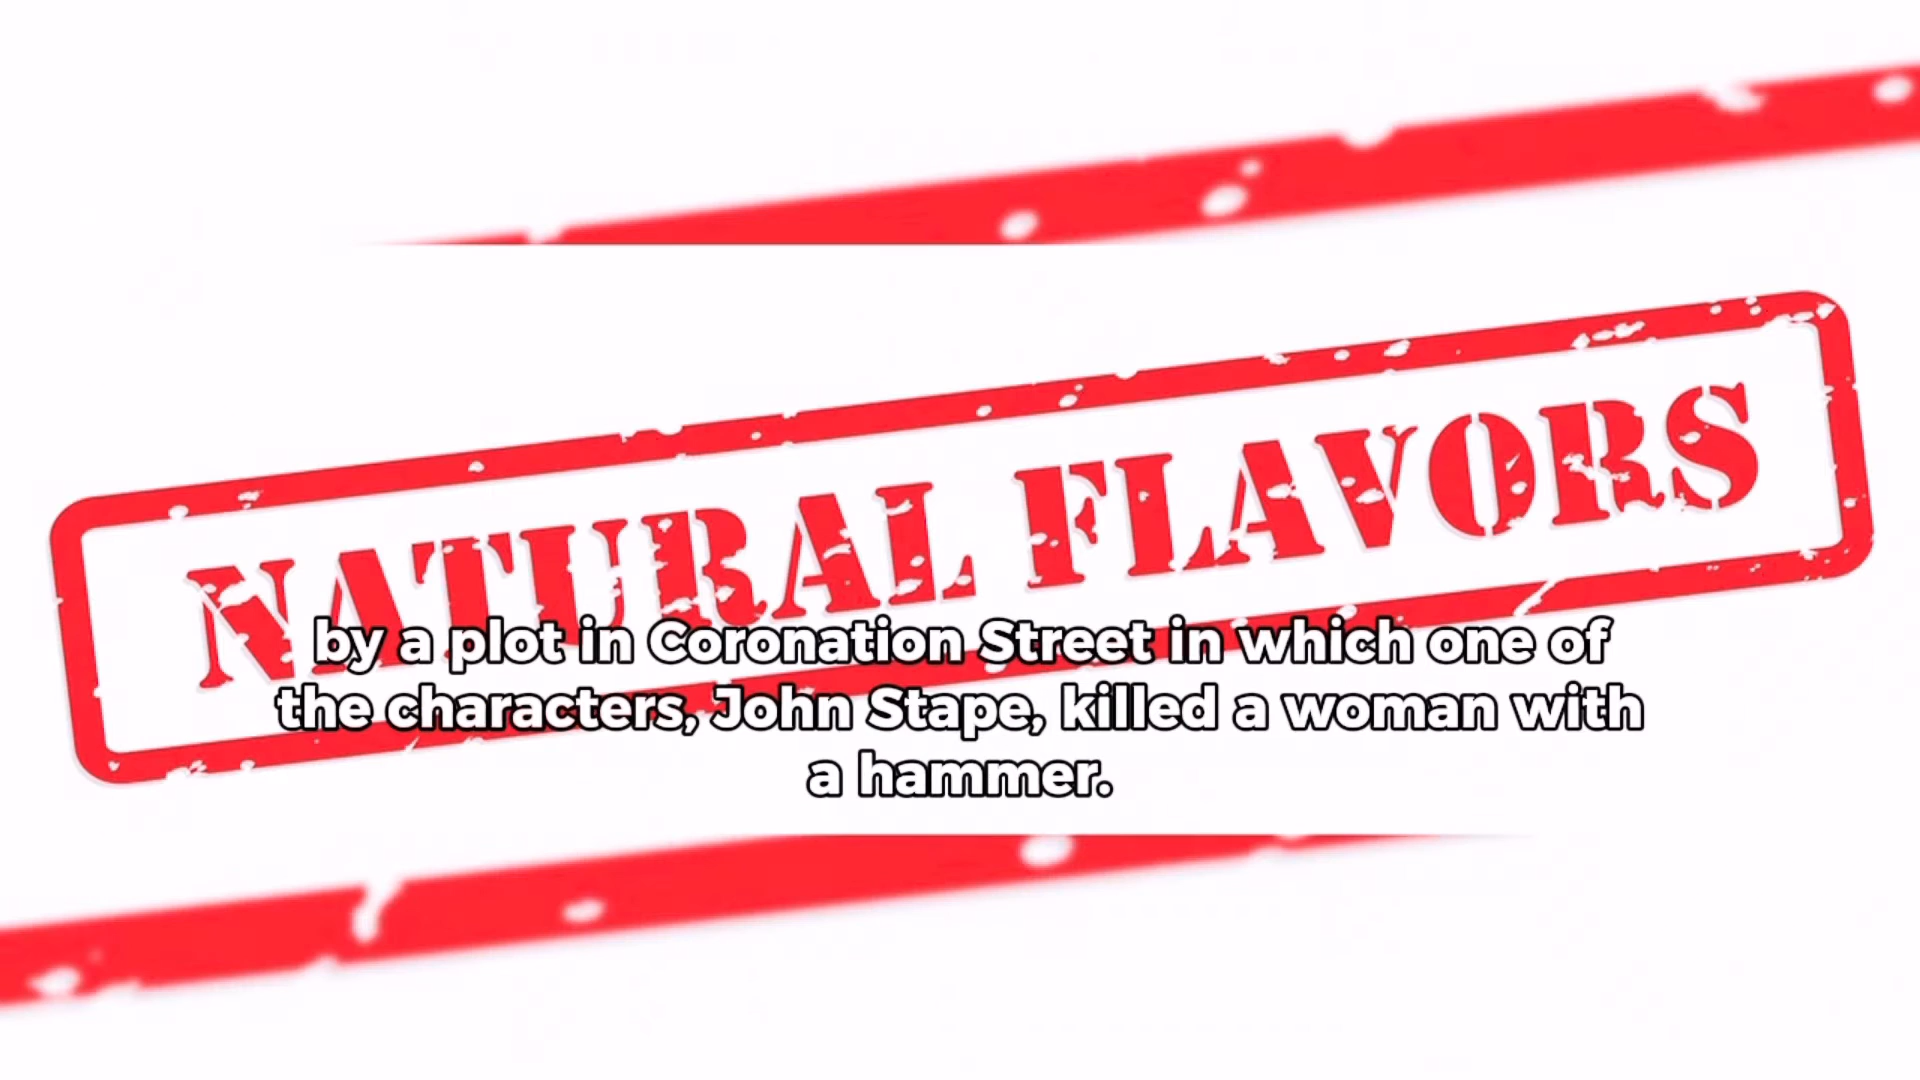 NATURAL FLAVORS
by a plot in Coronation Street in which one of
the characters, John Stape, killed a woman with
a hammer.